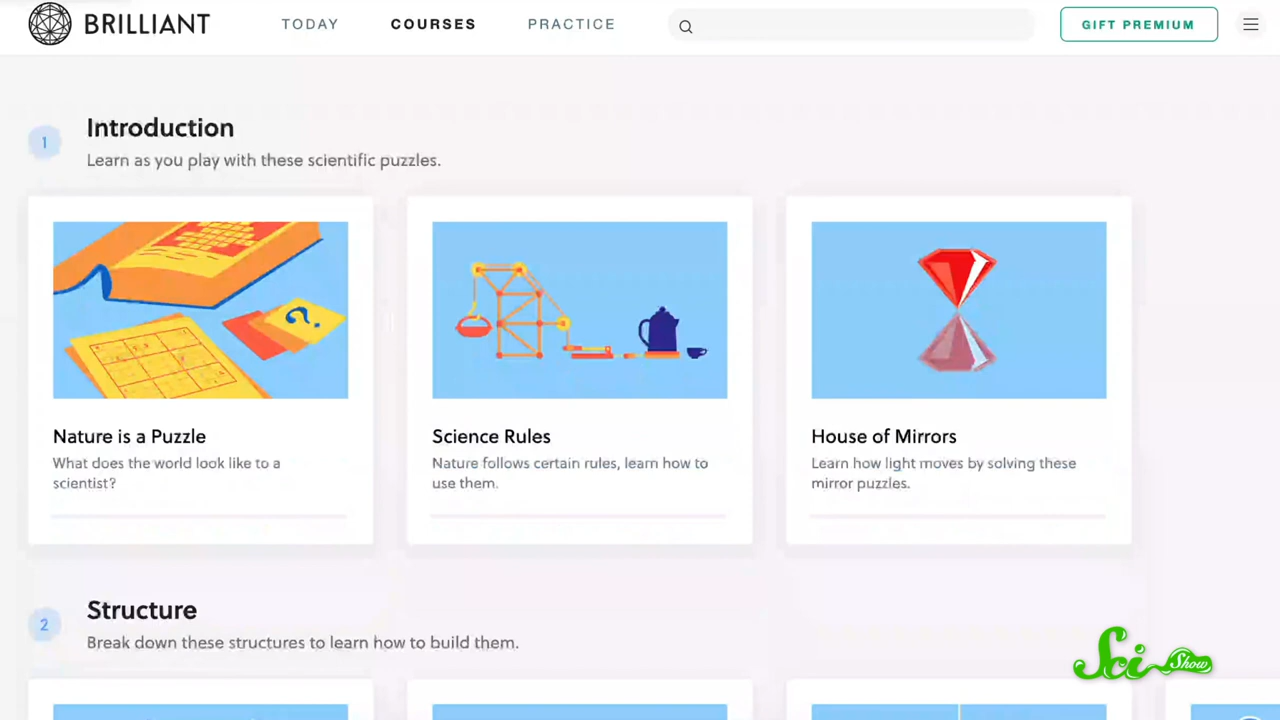 BRILLIANT
TODAY
COURSES
PRACTICE
GIFT PREMIUM
1
Introduction
Learn as you play with these scientific puzzles.
?
Nature is a Puzzle
What does the world look like to a
scientist?
Science Rules
Nature follows certain rules, learn how to
use them.
House of Mirrors
Learn how light moves by solving these
mirror puzzles.
2
Structure
Break down these structures to learn how to build them.
Sci Show